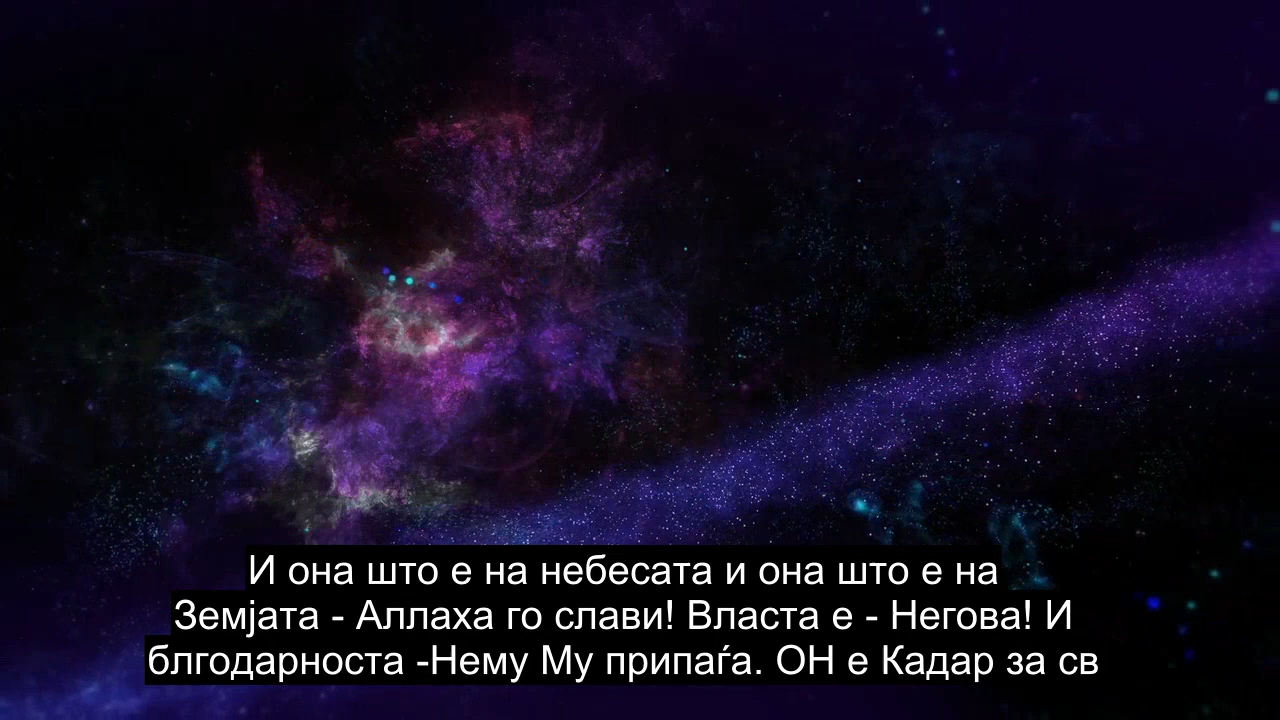 И она што е на небесата и она што е на
Земјата - Аллаха го слави! Власта е - Негова! И
блгодарноста -Нему Му припаѓа. ОН е Кадар за св